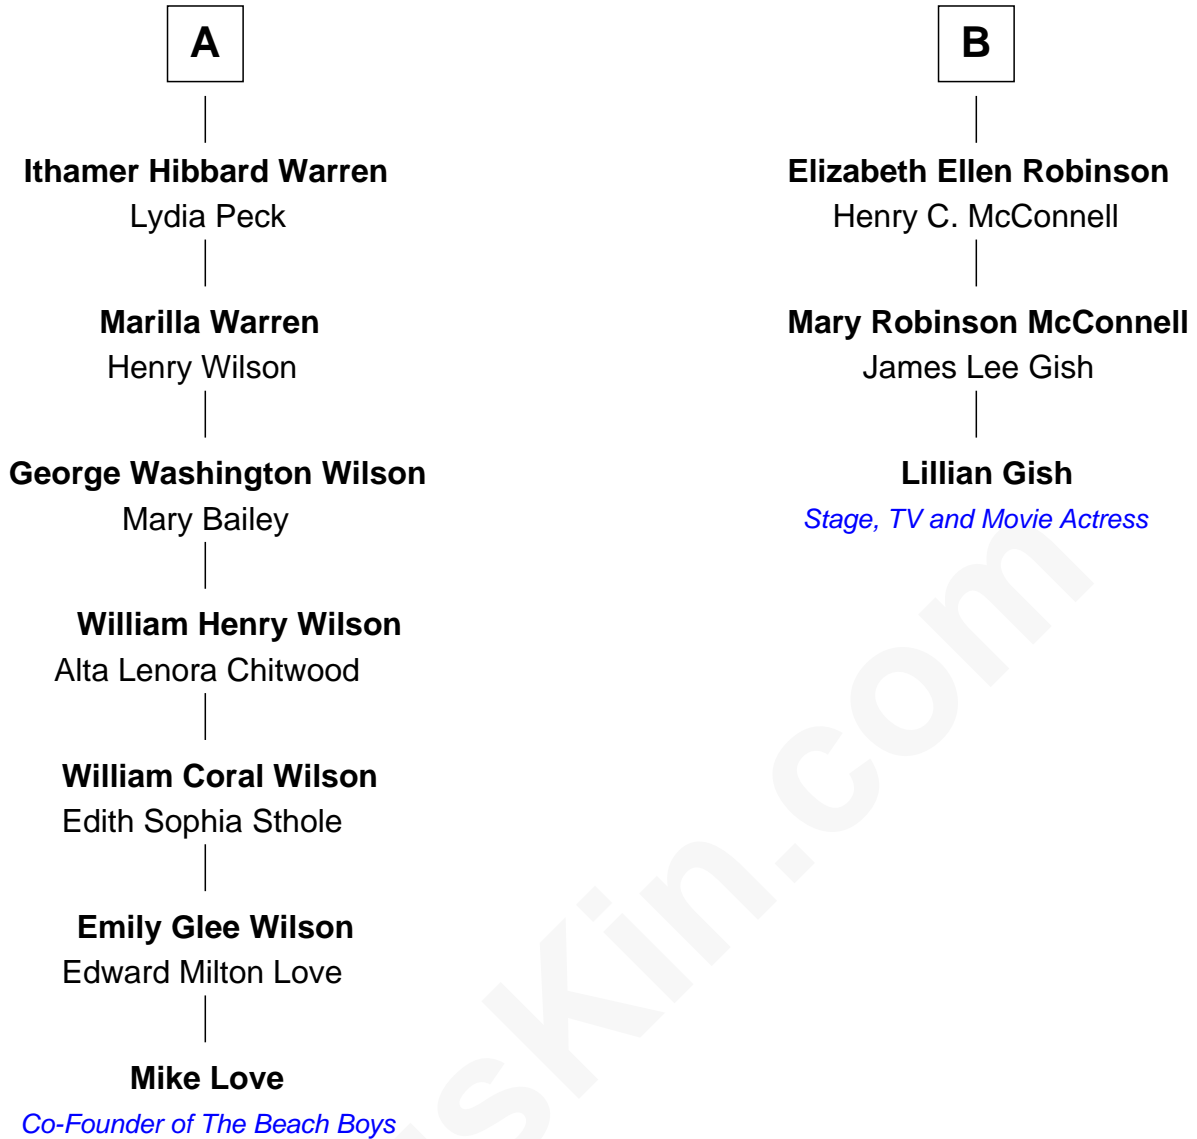 A
Ithamer Hibbard Warren
Lydia Peck
Marilla Warren
Henry Wilson
George Washington Wilson
Mary Bailey
William Henry Wilson
Alta Lenora Chitwood
William Coral Wilson
Edith Sophia Sthole
Emily Glee Wilson
Edward Milton Love
Mike Love
Co-Founder of The Beach Boys
B
Elizabeth Ellen Robinson
Henry C. McConnell
Mary Robinson McConnell
James Lee Gish
Lillian Gish
Stage, TV and Movie Actress
usKin.com